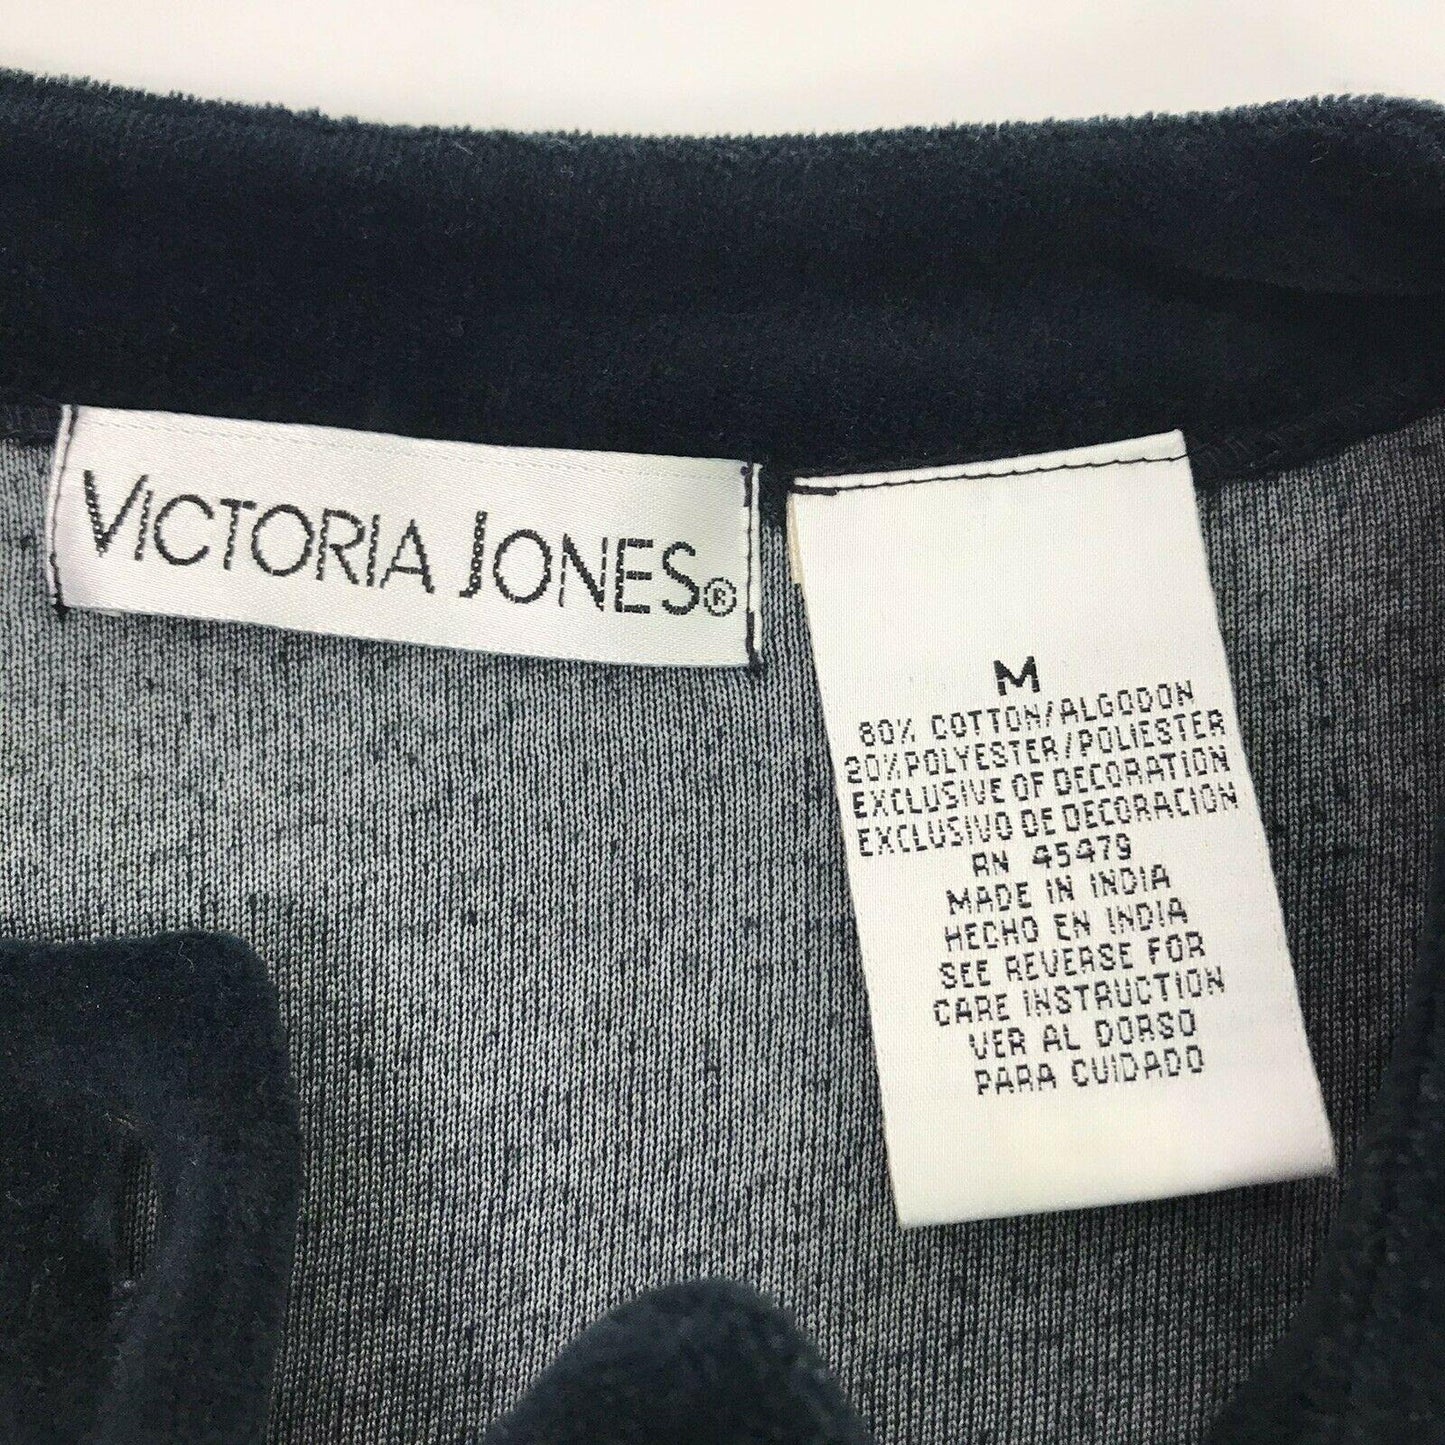 VICTORIA JONES®
M
80% COTTON/ALGODON
20%POLYESTER/POLIESTER
EXCLUSIVE OF DECORATION
EXCLUSIVO DE DECORACION
RN 45479
MADE IN INDIA
HECHO EN INDIA
SEE REVERSE FOR
CARE INSTRUCTION
VER AL DORSO
PARA CUIDADO